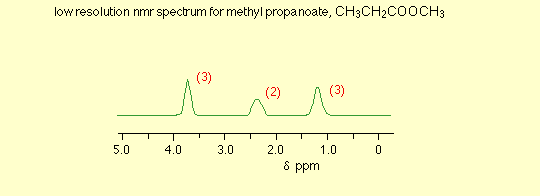 low resolution nmr spectrum for methyl propanoate, CH₃CH₂COOCH₃
(3)
(2)
(3)
5.0 4.0 3.0 2.0 1.0 0
δ ppm